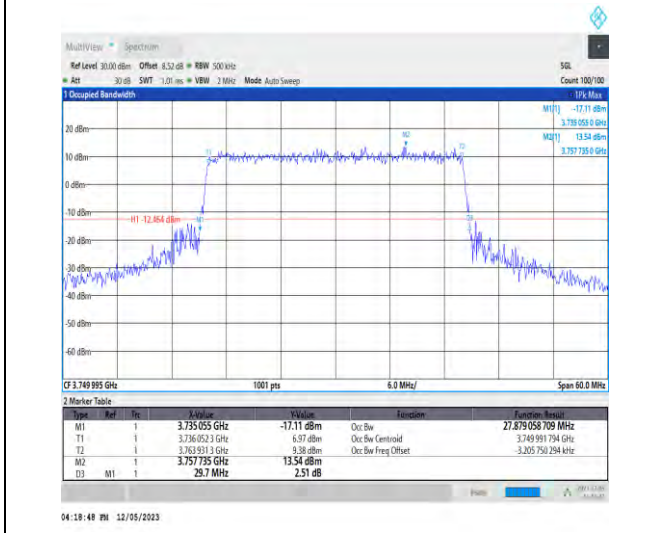 MultiView Spectrum
Ref Level 30.00 dBm Offset 8.52 dB RBW 500 kHz SGL
Att 30 dB SWT 1.01 ms VBW 2 MHz Mode Auto Sweep Count 100/100
1 Occupied Bandwidth 1Pk Max
M1[1] -17.11 dBm
3.735 055 0 GHz
M2[1] 13.54 dBm
3.757 735 0 GHz
20 dBm
M2
T1 T2
10 dBm
0 dBm
-10 dBm
H1 -12.464 dBm M1 D3
-20 dBm
-30 dBm
-40 dBm
-50 dBm
-60 dBm
CF 3.749 995 GHz 1001 pts 6.0 MHz/ Span 60.0 MHz
2 Marker Table
Type Ref Trc X-Value Y-Value Function Function Result
M1 1 3.735 055 GHz -17.11 dBm Occ Bw 27.879 058 709 MHz
T1 1 3.736 052 3 GHz 6.97 dBm Occ Bw Centroid 3.749 991 794 GHz
T2 1 3.763 931 3 GHz 9.38 dBm Occ Bw Freq Offset -3.205 750 294 kHz
M2 1 3.757 735 GHz 13.54 dBm
D3 M1 1 29.7 MHz 2.51 dB
04:18:48 PM 12/05/2023